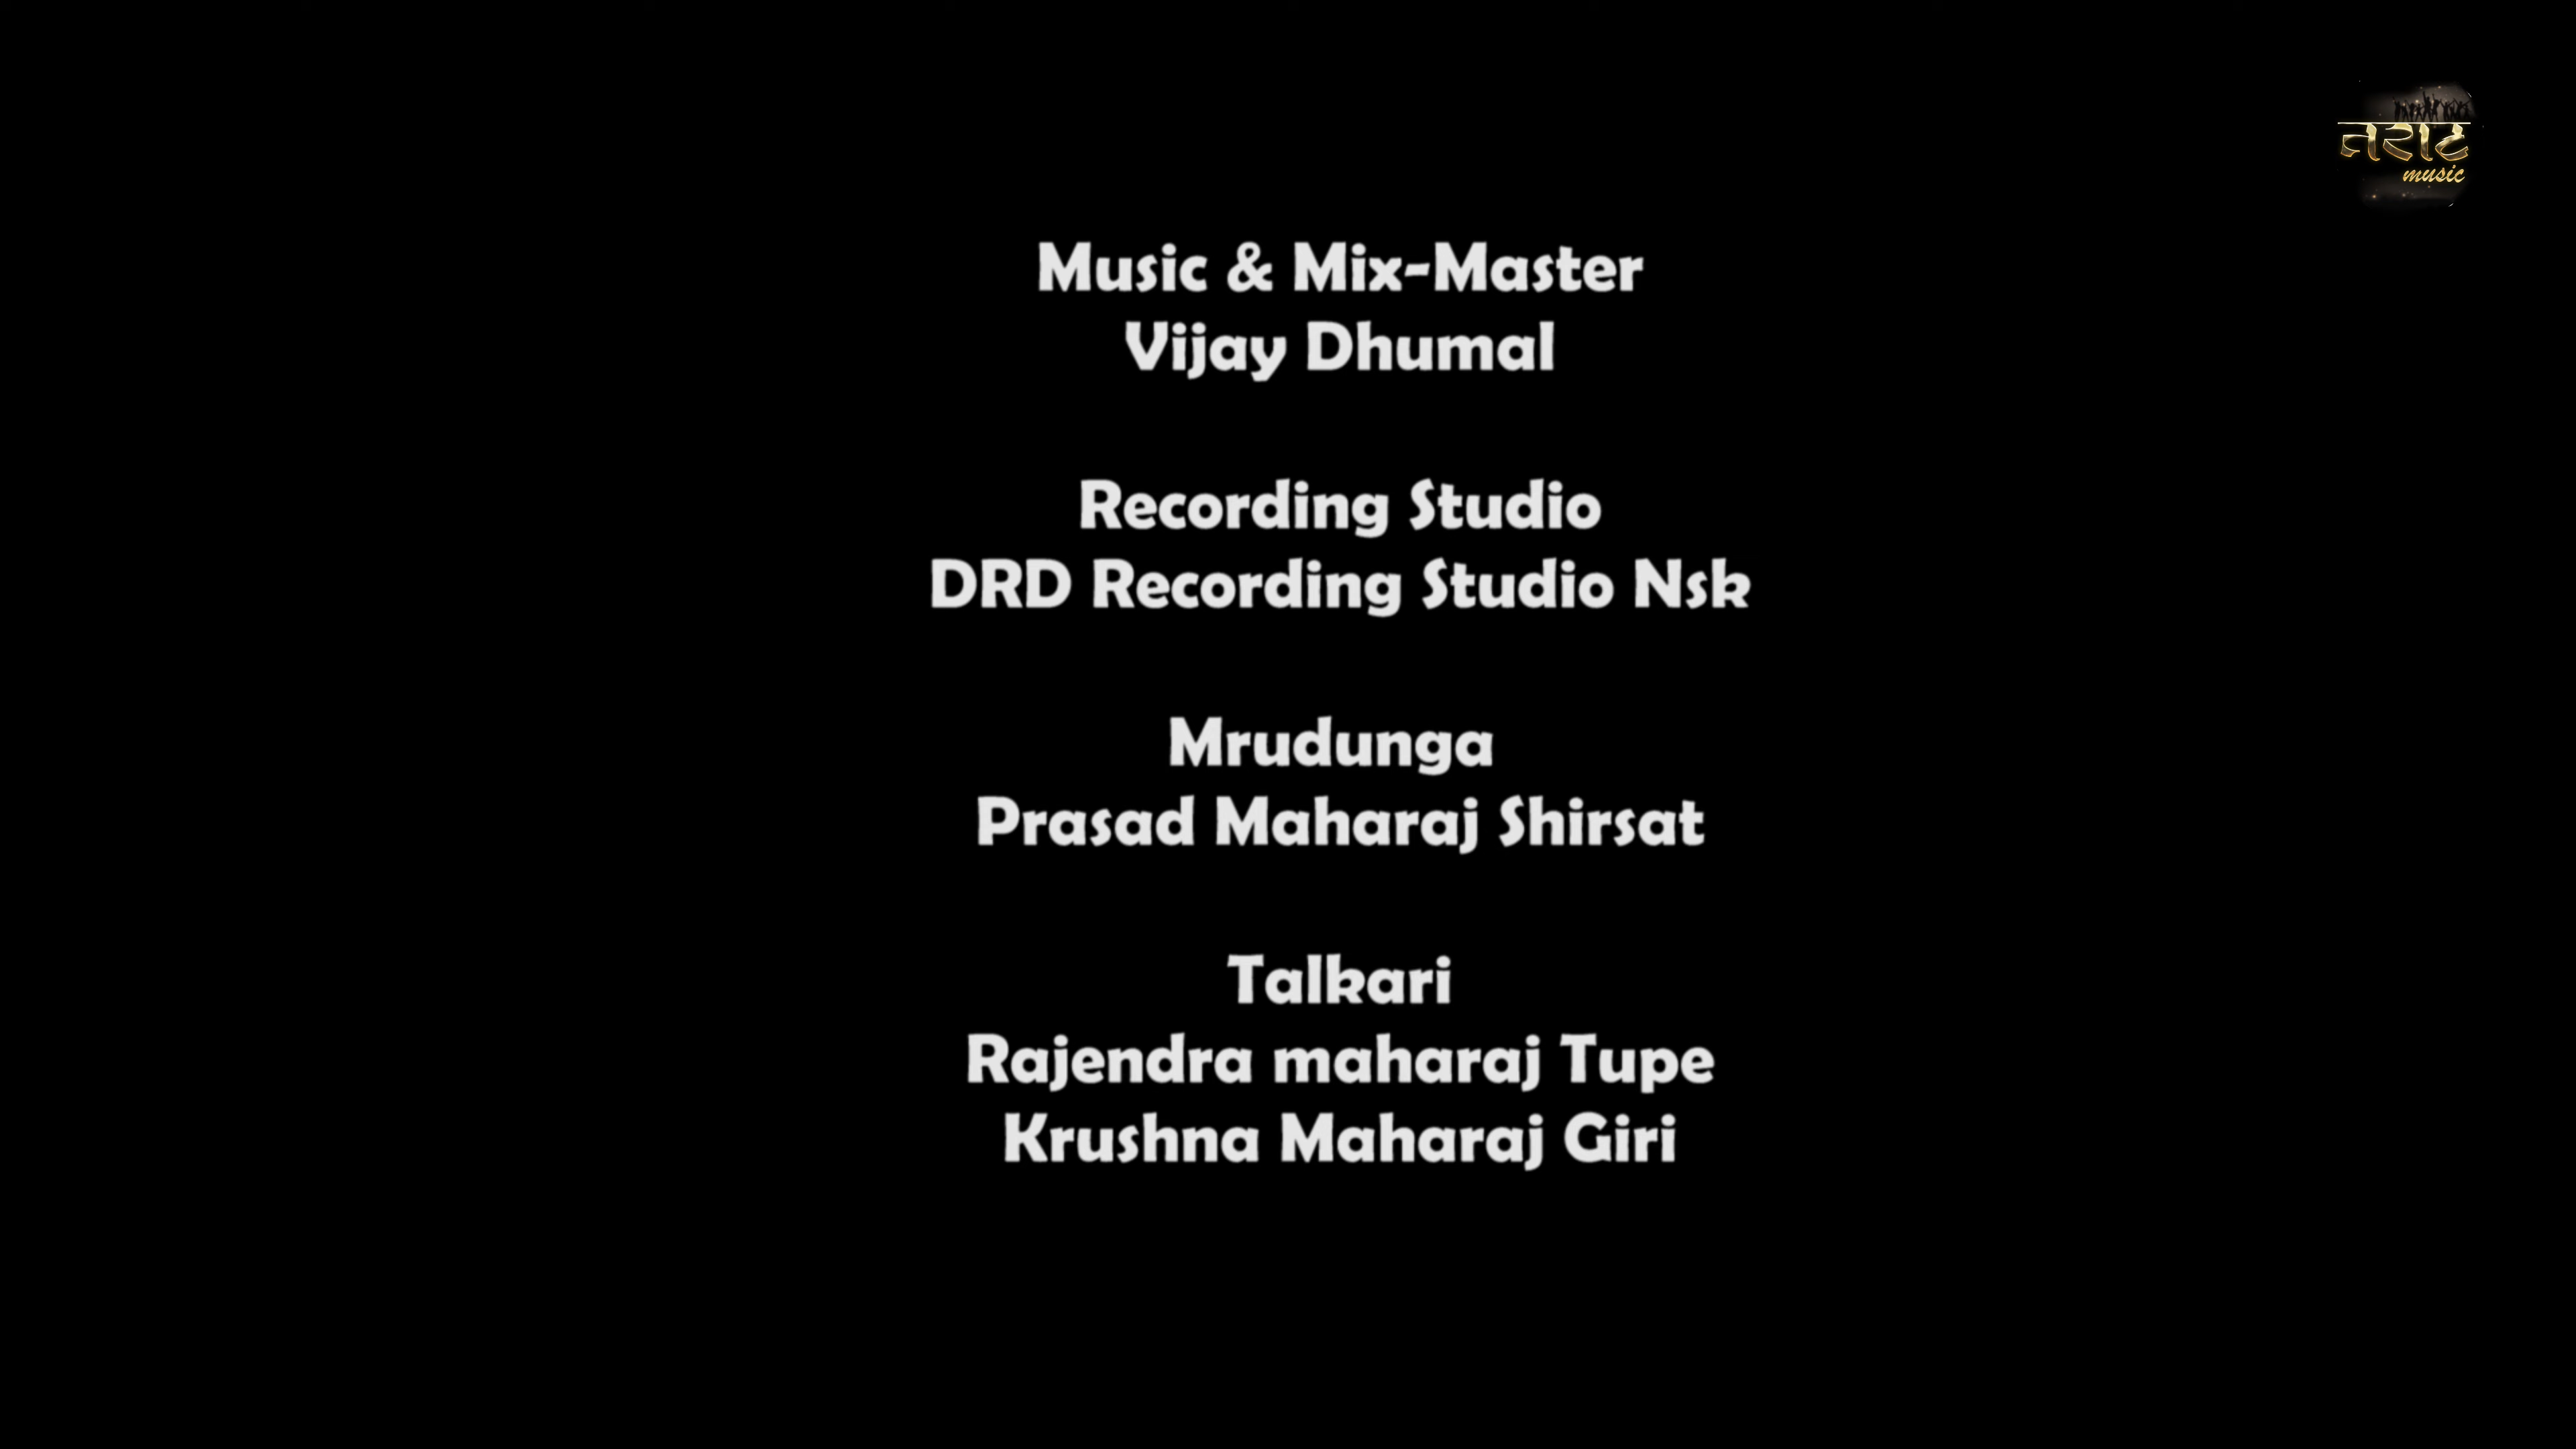 तराट
music
Music & Mix-Master
Vijay Dhumal
Recording Studio
DRD Recording Studio Nsk
Mrudunga
Prasad Maharaj Shirsat
Talkari
Rajendra maharaj Tupe
Krushna Maharaj Giri